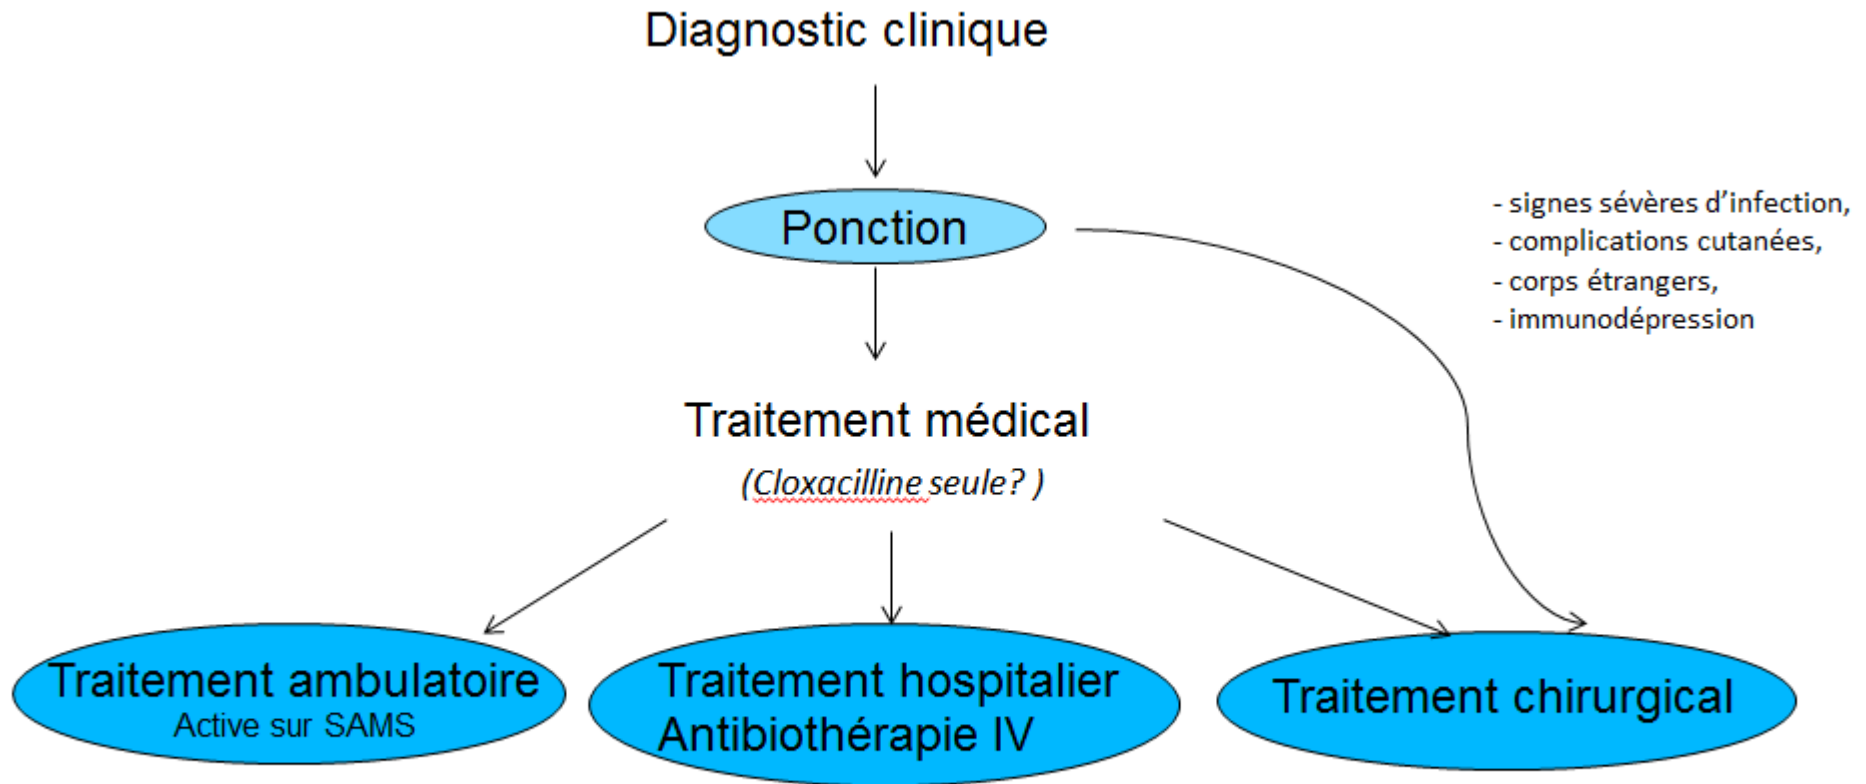 Diagnostic clinique
Ponction
- signes sévères d’infection,
- complications cutanées,
- corps étrangers,
- immunodépression
Traitement médical
(Cloxacilline seule? )
Traitement ambulatoire
Active sur SAMS
Traitement hospitalier
Antibiothérapie IV
Traitement chirurgical